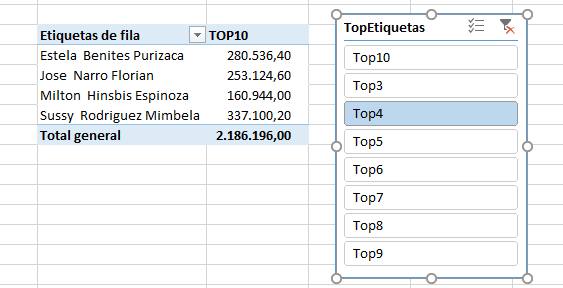 Etiquetas de fila TOP10
Estela Benites Purizaca 280.536,40
Jose Narro Florian 253.124,60
Milton Hinsbis Espinoza 160.944,00
Sussy Rodriguez Mimbela 337.100,20
Total general 2.186.196,00
TopEtiquetas
Top10
Top3
Top4
Top5
Top6
Top7
Top8
Top9